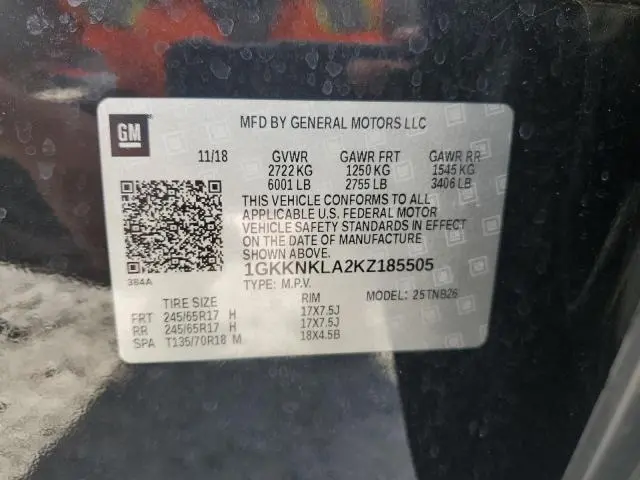 GM
MFD BY GENERAL MOTORS LLC
11/18 GVWR GAWR FRT GAWR RR
2722 KG 1250 KG 1545 KG
6001 LB 2755 LB 3406 LB
THIS VEHICLE CONFORMS TO ALL
APPLICABLE U.S. FEDERAL MOTOR
VEHICLE SAFETY STANDARDS IN EFFECT
ON THE DATE OF MANUFACTURE
SHOWN ABOVE.
1GKKNKLA2KZ185505
384A
TYPE: M.P.V. MODEL: 25TNB26
TIRE SIZE RIM
FRT 245/65R17 H 17X7.5J
RR 245/65R17 H 17X7.5J
SPA T135/70R18 M 18X4.5B